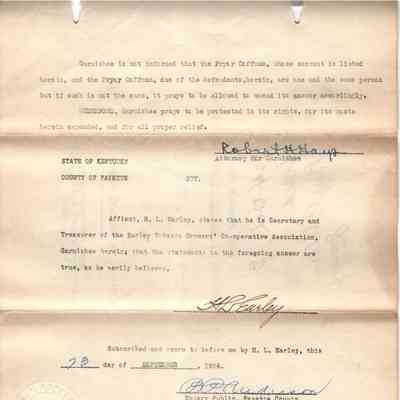 Garnishee is not informed that the Pryar Coffman, whose account is listed
herein, and the Pryar Coffman, one of the defendants, herein, are one and the same person
but if such is not the case, it prays to be allowed to amend its answer accordingly.
WHEREFORE, Garnishee prays to be protected in its rights, for its costs
herein expended, and for all proper relief.
Robert H Hays
Attorney for Garnishee
STATE OF KENTUCKY
COUNTY OF FAYETTE SCT.
Affiant, H. L. Earley, states that he is Secretary and
Treasurer of the Burley Tobacco Growers' Co-operative Association,
Garnishee herein; that the statements in the foregoing answer are
true, as he verily believes.
H L Earley
Subscribed and sworn to before me by H. L. Earley, this
23 day of SEPTEMBER, 1924.
Notary Public, Fayette County